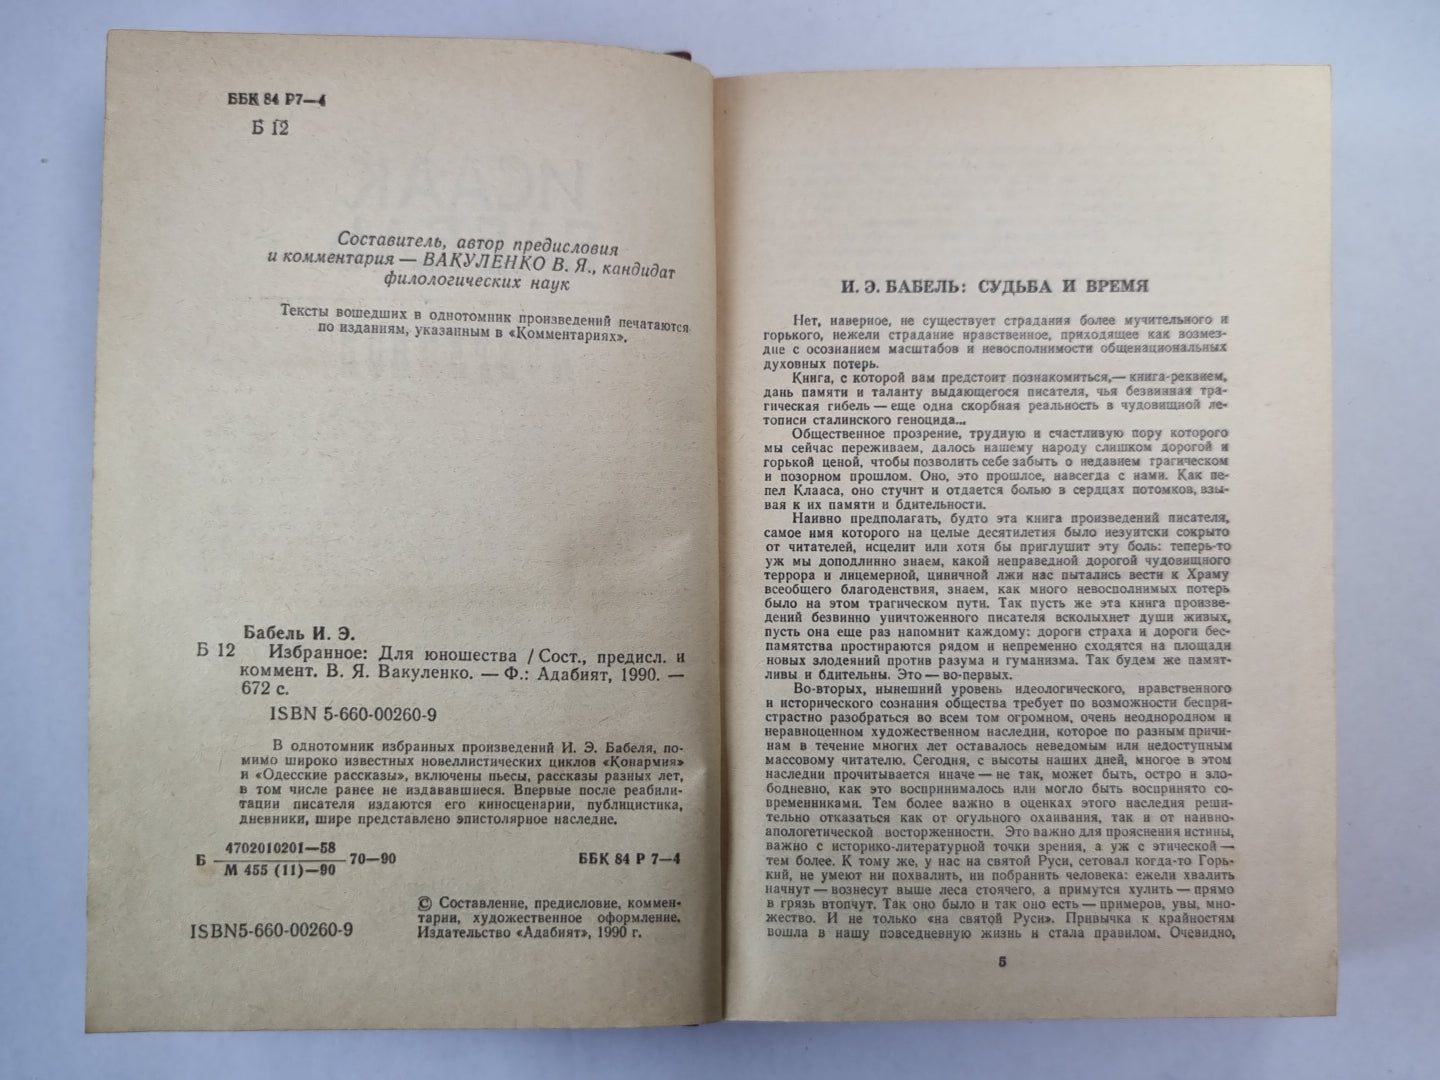 ББК 84 Р7—4
Б 12
Составитель, автор предисловия
и комментария — ВАКУЛЕНКО В. Я., кандидат
филологических наук
Тексты вошедших в однотомник произведений печатаются
по изданиям, указанным в «Комментариях».
Бабель И. Э.
Б 12 Избранное: Для юношества / Сост., предисл. и
коммент. В. Я. Вакуленко. — Ф.: Адабият, 1990. —
672 с.
ISBN 5-660-00260-9
В однотомник избранных произведений И. Э. Бабеля, по-
мимо широко известных новеллистических циклов «Конармия»
и «Одесские рассказы», включены пьесы, рассказы разных лет,
в том числе ранее не издававшиеся. Впервые после реабили-
тации писателя издаются его киносценарии, публицистика,
дневники, шире представлено эпистолярное наследие.
4702010201—58
Б 70—90 ББК 84 Р 7—4
М 455 (11)—90
ISBN5-660-00260-9
© Составление, предисловие, коммен-
тарии, художественное оформление.
Издательство «Адабият», 1990 г.
И. Э. БАБЕЛЬ: СУДЬБА И ВРЕМЯ
Нет, наверное, не существует страдания более мучительного и
горького, нежели страдание нравственное, приходящее как возмез-
дие с осознанием масштабов и невосполнимости общенациональных
духовных потерь.
Книга, с которой вам предстоит познакомиться,— книга-реквием,
дань памяти и таланту выдающегося писателя, чья безвинная тра-
гическая гибель — еще одна скорбная реальность в чудовищной ле-
тописи сталинского геноцида...
Общественное прозрение, трудную и счастливую пору которого
мы сейчас переживаем, далось нашему народу слишком дорогой и
горькой ценой, чтобы позволить себе забыть о недавнем трагическом
и позорном прошлом. Оно, это прошлое, навсегда с нами. Как пе-
пел Клааса, оно стучит и отдается болью в сердцах потомков, взы-
вая к их памяти и бдительности.
Наивно предполагать, будто эта книга произведений писателя,
самое имя которого на целые десятилетия было иезуитски сокрыто
от читателей, исцелит или хотя бы приглушит эту боль: теперь-то
уж мы доподлинно знаем, какой неправедной дорогой чудовищного
террора и лицемерной, циничной лжи нас пытались вести к Храму
всеобщего благоденствия, знаем, как много невосполнимых потерь
было на этом трагическом пути. Так пусть же эта книга произве-
дений безвинно уничтоженного писателя всколыхнет души живых,
пусть она еще раз напомнит каждому: дороги страха и дороги бес-
памятства простираются рядом и непременно сходятся на площади
новых злодеяний против разума и гуманизма. Так будем же памят-
ливы и бдительны. Это — во-первых.
Во-вторых, нынешний уровень идеологического, нравственного
и исторического сознания общества требует по возможности беспри-
страстно разобраться во всем том огромном, очень неоднородном и
неравноценном художественном наследии, которое по разным причи-
нам в течение многих лет оставалось неведомым или недоступным
массовому читателю. Сегодня, с высоты наших дней, многое в этом
наследии прочитывается иначе — не так, может быть, остро и зло-
бодневно, как это воспринималось или могло быть воспринято со-
временниками. Тем более важно в оценках этого наследия реши-
тельно отказаться как от огульного охаивания, так и от наивно-
апологетической восторженности. Это важно для прояснения истины,
важно с историко-литературной точки зрения, а уж с этической —
тем более. К тому же, у нас на святой Руси, сетовал когда-то Горь-
кий, не умеют ни похвалить, ни побранить человека: ежели хвалить
начнут — вознесут выше леса стоячего, а примутся хулить — прямо
в грязь втопчут. Так оно было и так оно есть — примеров, увы, мно-
жество. И не только «на святой Руси». Привычка к крайностям
вошла в нашу повседневную жизнь и стала правилом. Очевидно,
5